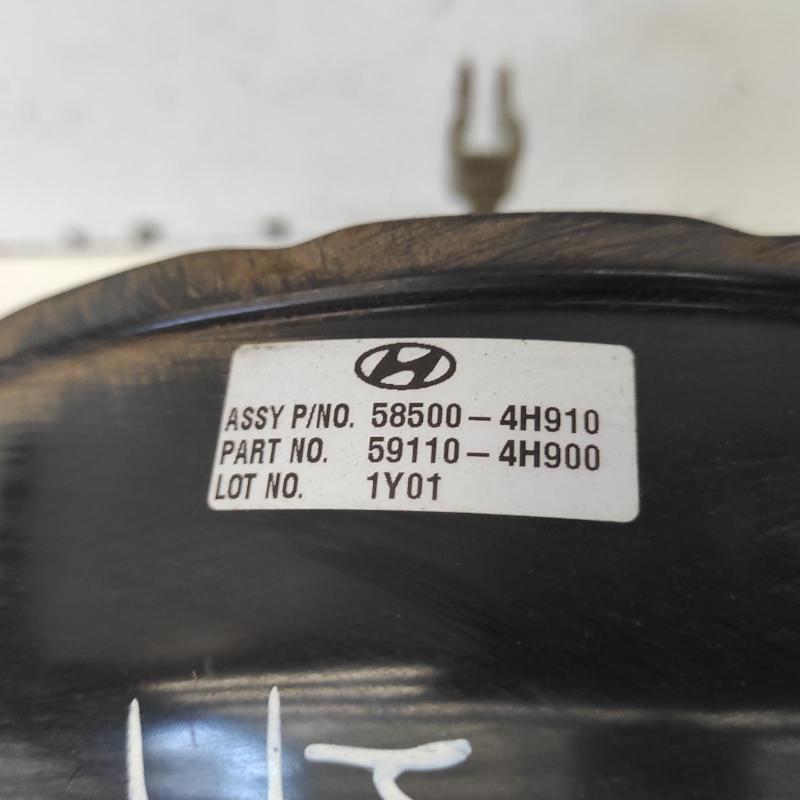 ASSY P/NO. 58500-4H910
PART NO. 59110-4H900
LOT NO. 1Y01